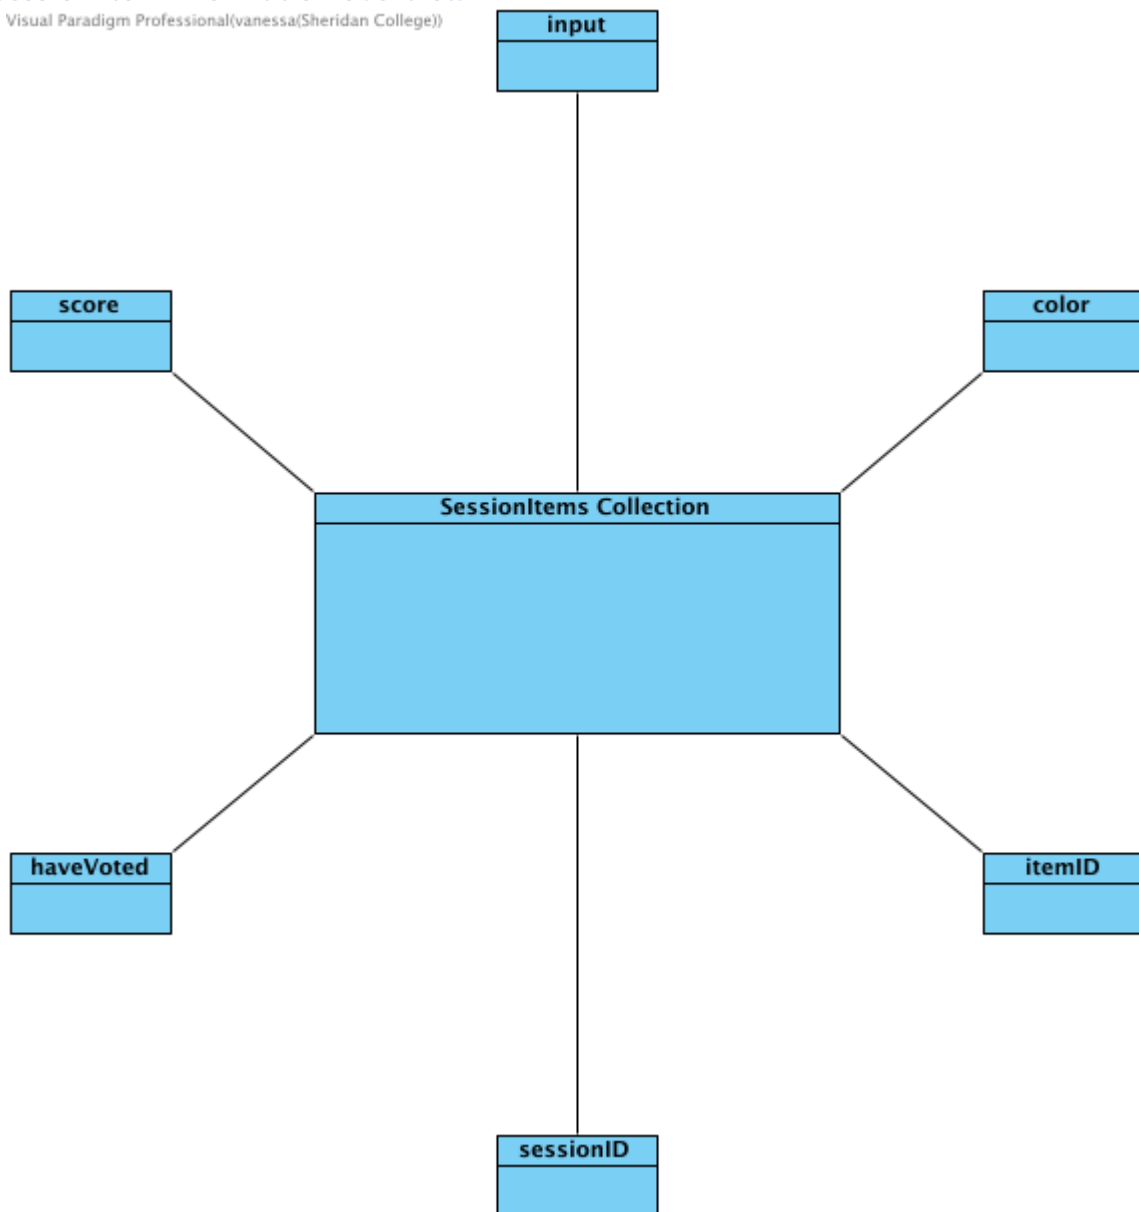 Visual Paradigm Professional(vanessa(Sheridan College))
input
score
color
SessionItems Collection
haveVoted
itemID
sessionID